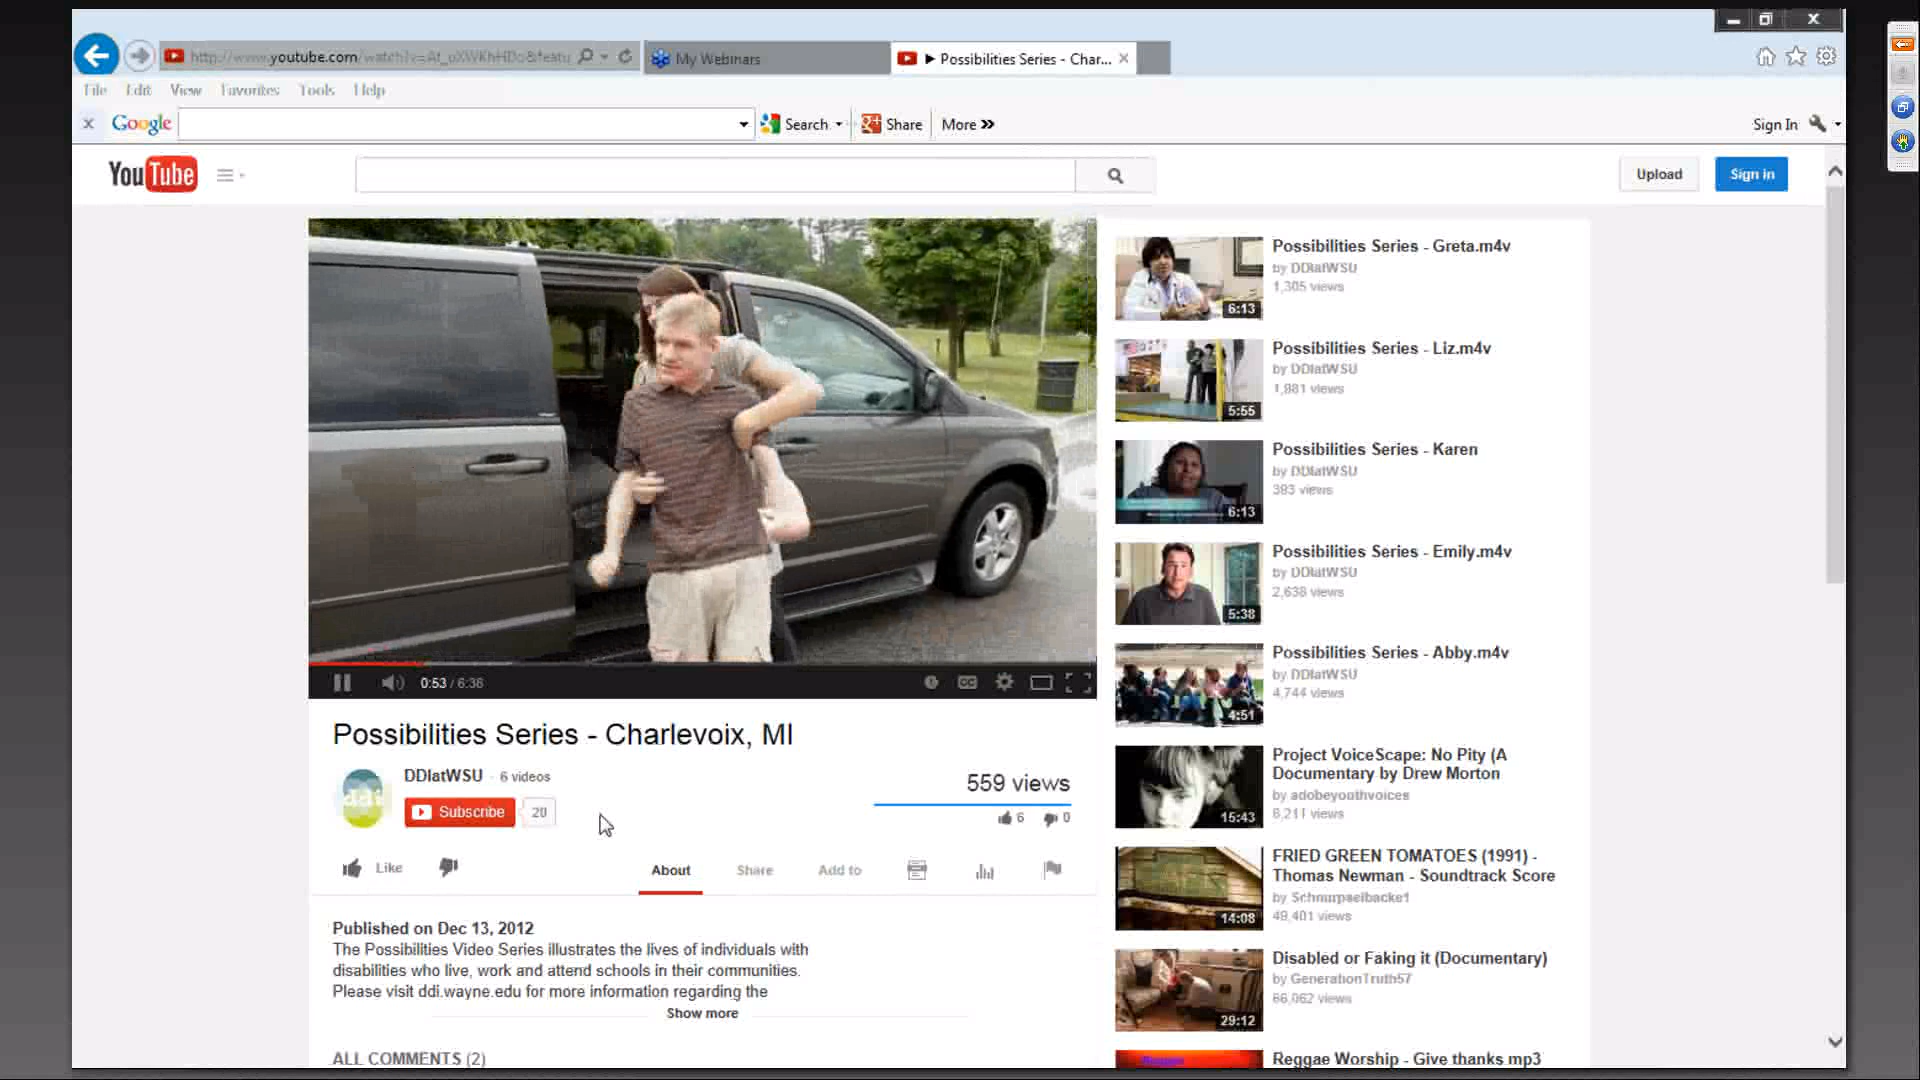 youtube.com
My Webinars
Possibilities Series - Char...
File Edit View Favorites Tools Help
Google
Search
Share
More
Sign In
YouTube
Upload
Sign in
0:53 / 6:36
Possibilities Series - Charlevoix, MI
DDIatWSU · 6 videos
Subscribe 20
559 views
6 0
Like
About Share Add to
Published on Dec 13, 2012
The Possibilities Video Series illustrates the lives of individuals with
disabilities who live, work and attend schools in their communities.
Please visit ddi.wayne.edu for more information regarding the
Show more
ALL COMMENTS (2)
Possibilities Series - Greta.m4v
by DDIatWSU
1,305 views
6:13
Possibilities Series - Liz.m4v
by DDIatWSU
1,981 views
5:55
Possibilities Series - Karen
by DDIatWSU
393 views
6:13
Possibilities Series - Emily.m4v
by DDIatWSU
2,638 views
5:38
Possibilities Series - Abby.m4v
by DDIatWSU
4,744 views
4:51
Project VoiceScape: No Pity (A
Documentary by Drew Morton
by adobeyouthvoices
views
15:43
FRIED GREEN TOMATOES (1991) -
Thomas Newman - Soundtrack Score
by
49,401 views
14:08
Disabled or Faking it (Documentary)
by GenerationTruth57
66,062 views
29:12
Reggae Worship - Give thanks mp3